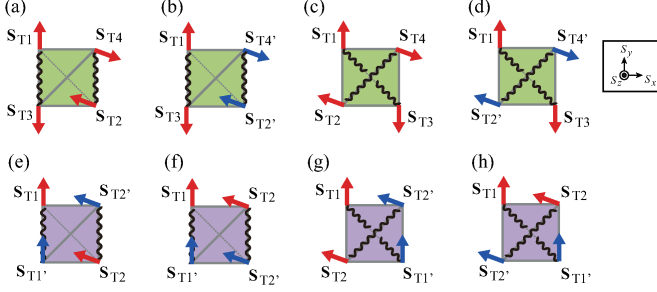 (a) (b) (c) (d)
S_T1 S_T4 S_T1 S_T4' S_T1 S_T4 S_T1 S_T4'
S_y
S_z S_x
S_T3 S_T2 S_T3 S_T2' S_T2 S_T3 S_T2' S_T3
(e) (f) (g) (h)
S_T1 S_T2' S_T1 S_T2 S_T1 S_T2' S_T1 S_T2
S_T1' S_T2 S_T1' S_T2' S_T2 S_T1' S_T2' S_T1'